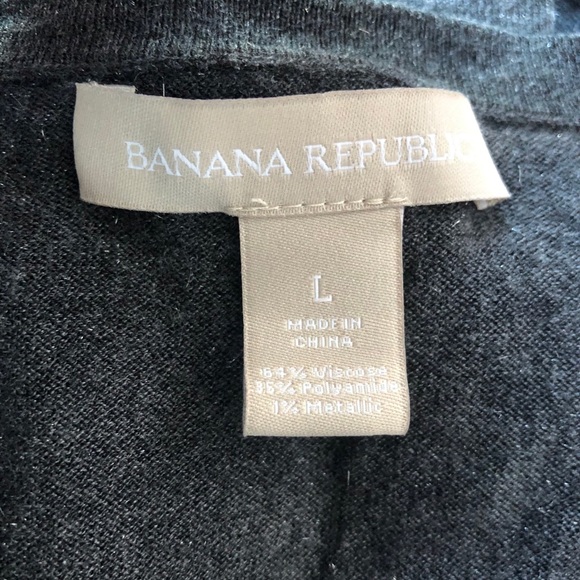 BANANA REPUBLIC
L
MADE IN
CHINA
64% Viscose
35% Polyamide
1% Metallic